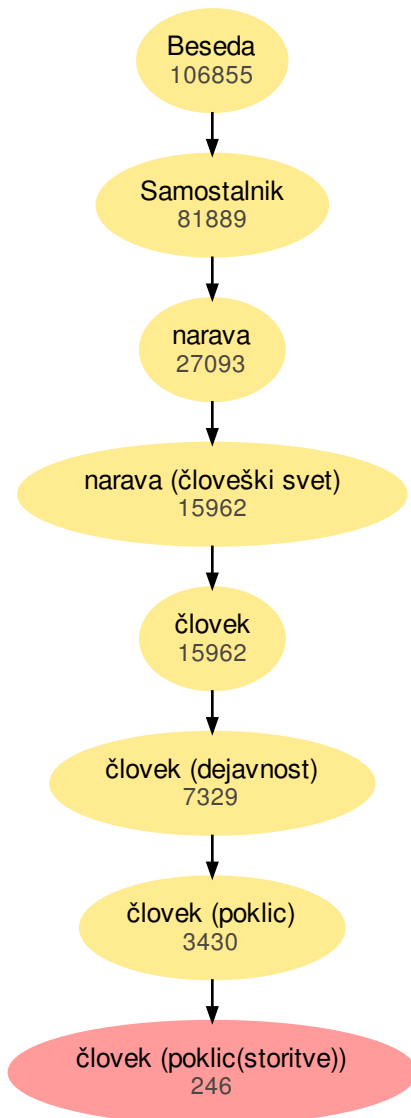 Beseda
106855
Samostalnik
81889
narava
27093
narava (človeški svet)
15962
človek
15962
človek (dejavnost)
7329
človek (poklic)
3430
človek (poklic(storitve))
246